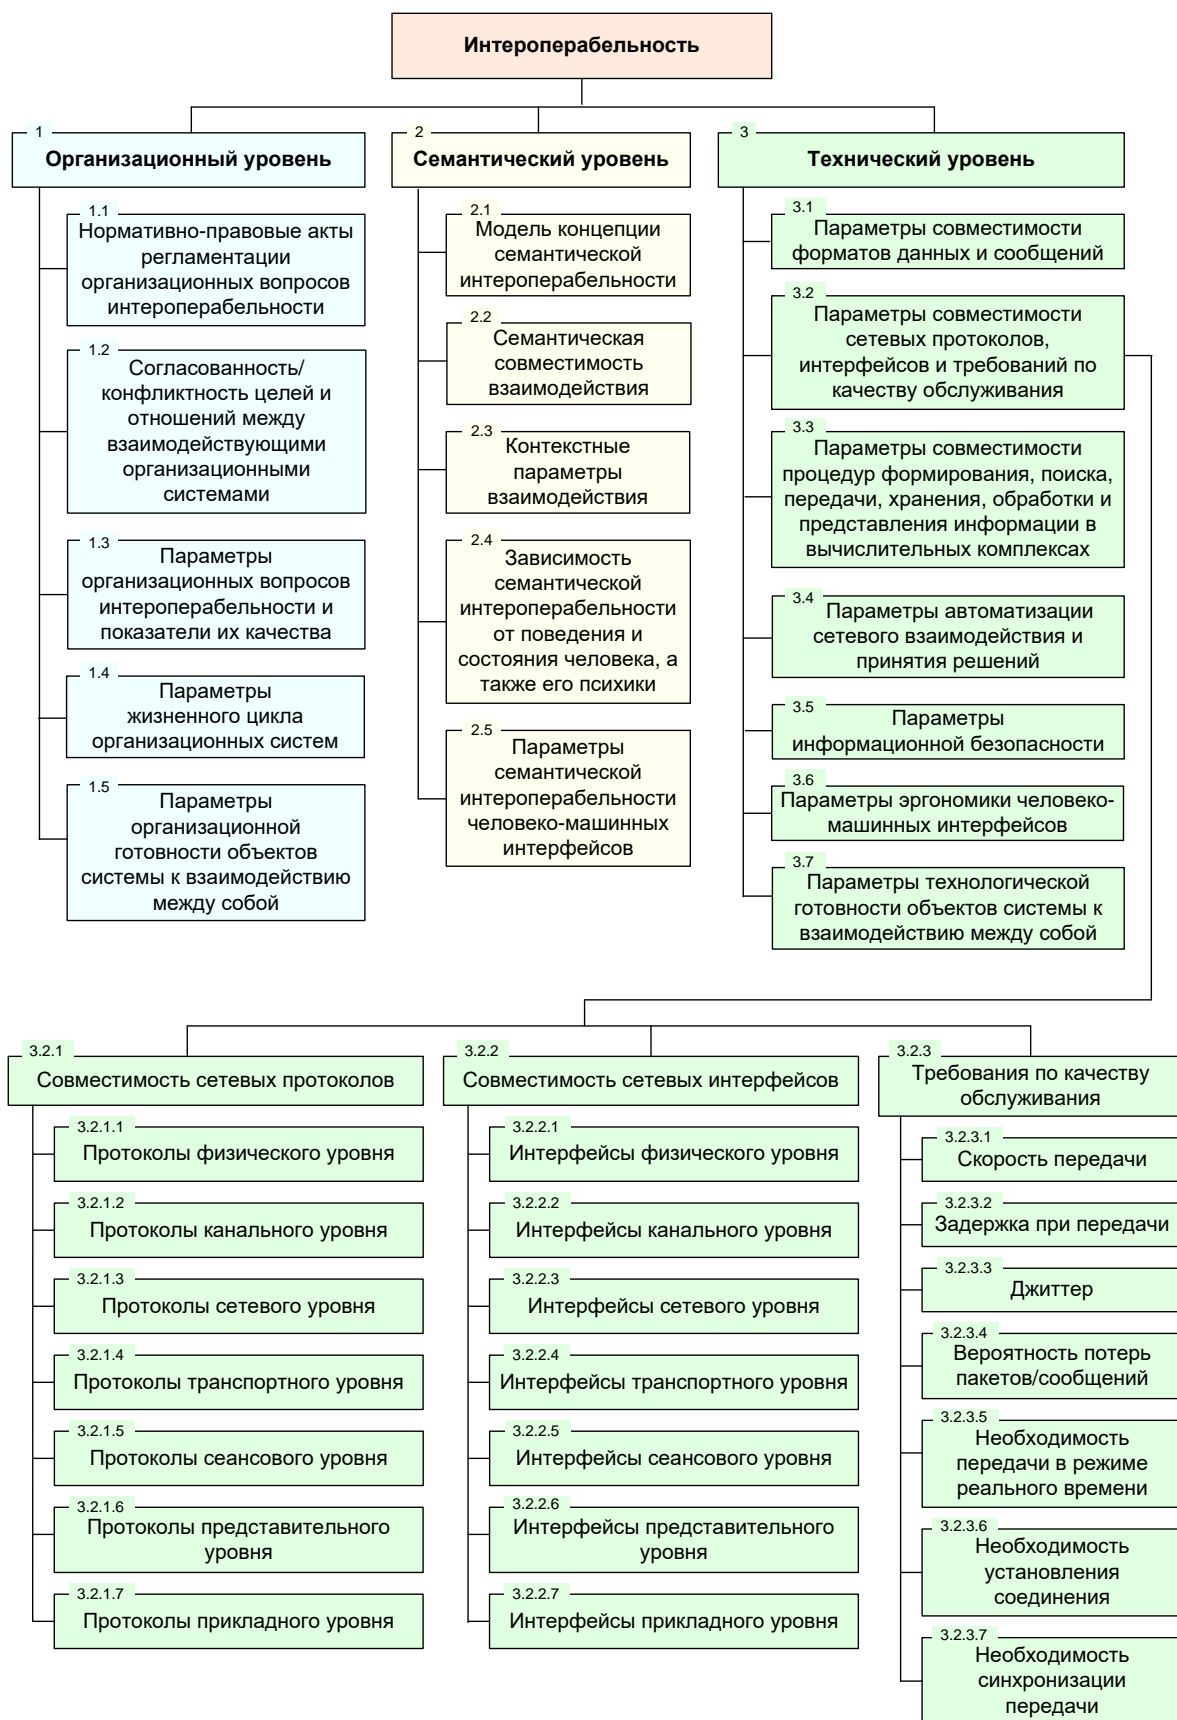 Интероперабельность
1
Организационный уровень
1.1
Нормативно-правовые акты
регламентации
организационных вопросов
интероперабельности
1.2
Согласованность/
конфликтность целей и
отношений между
взаимодействующими
организационными
системами
1.3
Параметры
организационных вопросов
интероперабельности и
показатели их качества
1.4
Параметры
жизненного цикла
организационных систем
1.5
Параметры
организационной
готовности объектов
системы к взаимодействию
между собой
2
Семантический уровень
2.1
Модель концепции
семантической
интероперабельности
2.2
Семантическая
совместимость
взаимодействия
2.3
Контекстные
параметры
взаимодействия
2.4
Зависимость
семантической
интероперабельности
от поведения и
состояния человека, а
также его психики
2.5
Параметры
семантической
интероперабельности
человеко-машинных
интерфейсов
3
Технический уровень
3.1
Параметры совместимости
форматов данных и сообщений
3.2
Параметры совместимости
сетевых протоколов,
интерфейсов и требований по
качеству обслуживания
3.3
Параметры совместимости
процедур формирования, поиска,
передачи, хранения, обработки и
представления информации в
вычислительных комплексах
3.4
Параметры автоматизации
сетевого взаимодействия и
принятия решений
3.5
Параметры
информационной безопасности
3.6
Параметры эргономики человеко-
машинных интерфейсов
3.7
Параметры технологической
готовности объектов системы к
взаимодействию между собой
3.2.1
Совместимость сетевых протоколов
3.2.1.1
Протоколы физического уровня
3.2.1.2
Протоколы канального уровня
3.2.1.3
Протоколы сетевого уровня
3.2.1.4
Протоколы транспортного уровня
3.2.1.5
Протоколы сеансового уровня
3.2.1.6
Протоколы представительного
уровня
3.2.1.7
Протоколы прикладного уровня
3.2.2
Совместимость сетевых интерфейсов
3.2.2.1
Интерфейсы физического уровня
3.2.2.2
Интерфейсы канального уровня
3.2.2.3
Интерфейсы сетевого уровня
3.2.2.4
Интерфейсы транспортного уровня
3.2.2.5
Интерфейсы сеансового уровня
3.2.2.6
Интерфейсы представительного
уровня
3.2.2.7
Интерфейсы прикладного уровня
3.2.3
Требования по качеству
обслуживания
3.2.3.1
Скорость передачи
3.2.3.2
Задержка при передачи
3.2.3.3
Джиттер
3.2.3.4
Вероятность потерь
пакетов/сообщений
3.2.3.5
Необходимость
передачи в режиме
реального времени
3.2.3.6
Необходимость
установления
соединения
3.2.3.7
Необходимость
синхронизации
передачи